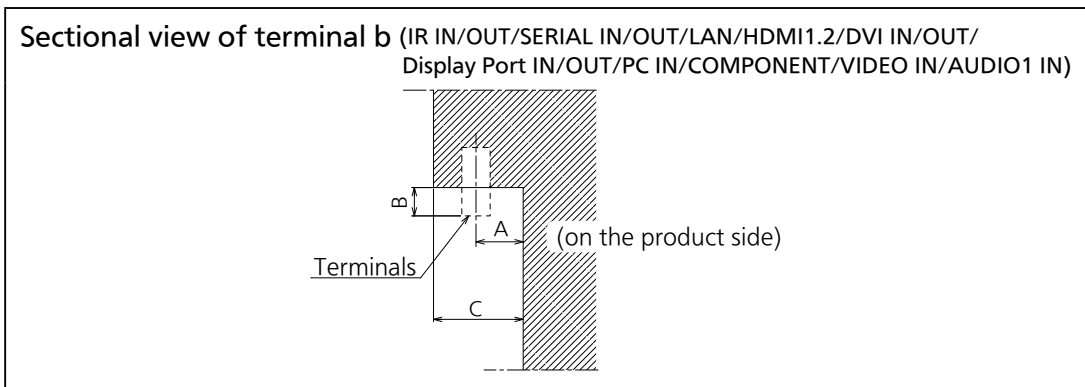 Sectional view of terminal b (IR IN/OUT/SERIAL IN/OUT/LAN/HDMI1.2/DVI IN/OUT/
Display Port IN/OUT/PC IN/COMPONENT/VIDEO IN/AUDIO1 IN)
B
A
(on the product side)
Terminals
C